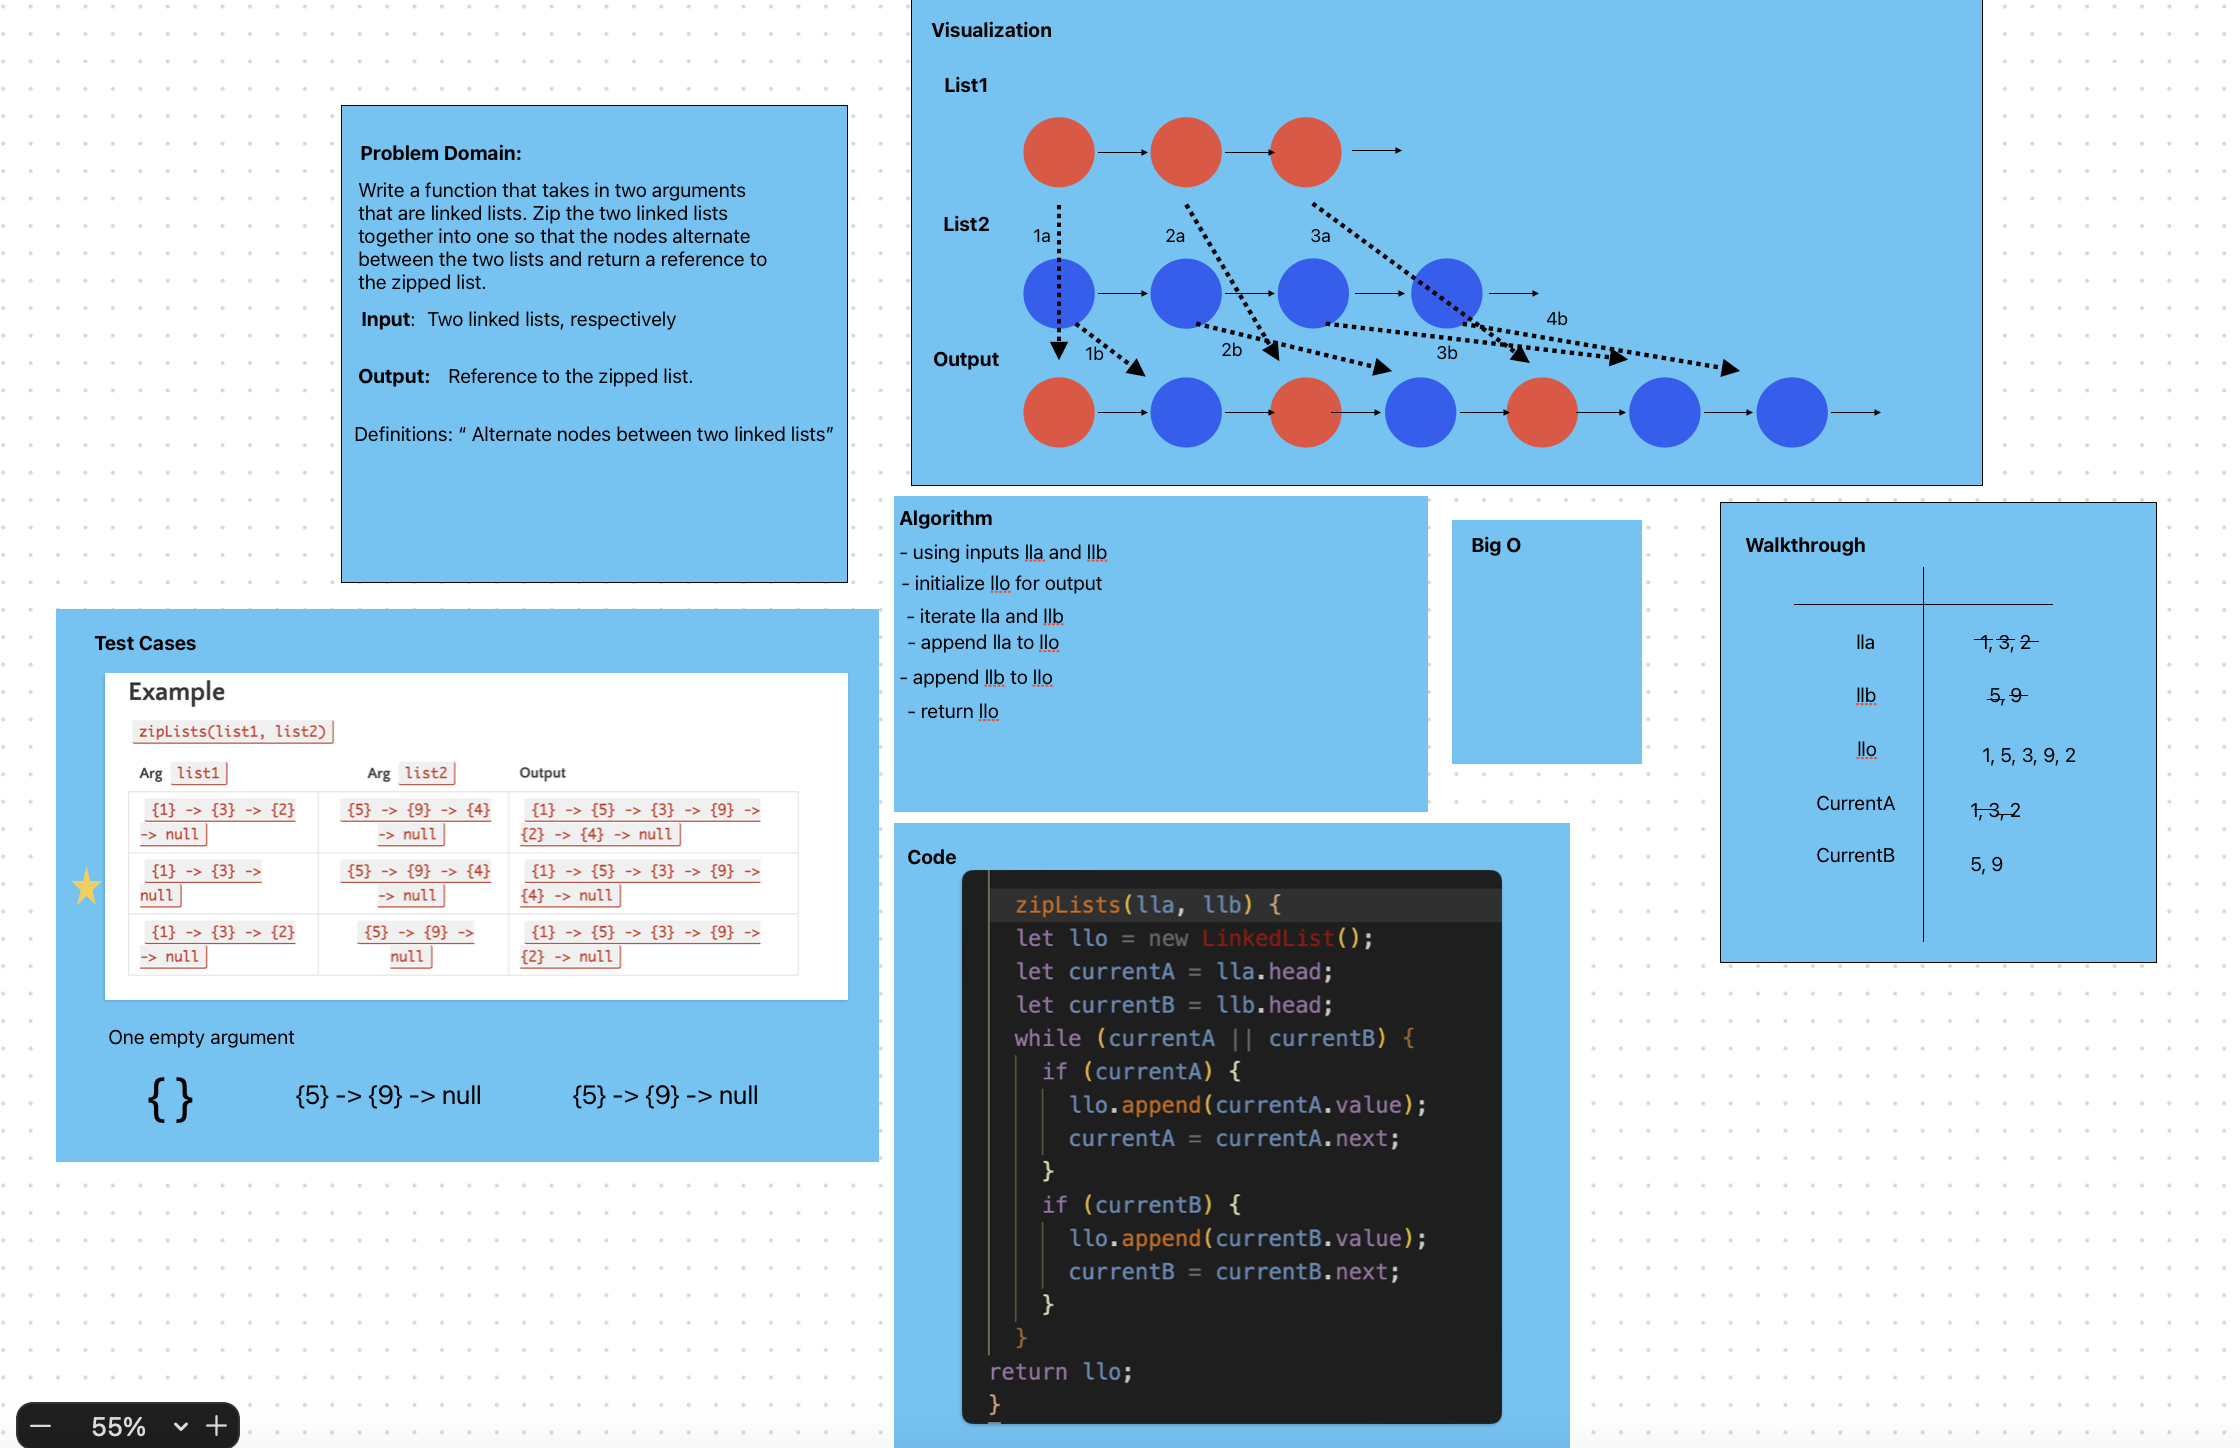 Problem Domain:
Write a function that takes in two arguments
that are linked lists. Zip the two linked lists
together into one so that the nodes alternate
between the two lists and return a reference to
the zipped list.
Input: Two linked lists, respectively
Output: Reference to the zipped list.
Definitions: “ Alternate nodes between two linked lists”
Visualization
List1
List2
1a 2a 3a
4b
Output
1b 2b 3b
Test Cases
Example
zipLists(list1, list2)
Arg list1 Arg list2 Output
{1} -> {3} -> {2}
-> null
{5} -> {9} -> {4}
-> null
{1} -> {5} -> {3} -> {9} ->
{2} -> {4} -> null
{1} -> {3} ->
null
{5} -> {9} -> {4}
-> null
{1} -> {5} -> {3} -> {9} ->
{4} -> null
{1} -> {3} -> {2}
-> null
{5} -> {9} ->
null
{1} -> {5} -> {3} -> {9} ->
{2} -> null
One empty argument
{ } {5} -> {9} -> null {5} -> {9} -> null
Algorithm
- using inputs lla and llb
- initialize llo for output
- iterate lla and llb
- append lla to llo
- append llb to llo
- return llo
Big O
Walkthrough
lla 1, 3, 2
llb 5, 9
llo 1, 5, 3, 9, 2
CurrentA 1, 3, 2
CurrentB 5, 9
Code
zipLists(lla, llb) {
let llo = new LinkedList();
let currentA = lla.head;
let currentB = llb.head;
while (currentA || currentB) {
if (currentA) {
llo.append(currentA.value);
currentA = currentA.next;
}
if (currentB) {
llo.append(currentB.value);
currentB = currentB.next;
}
}
return llo;
}
55%